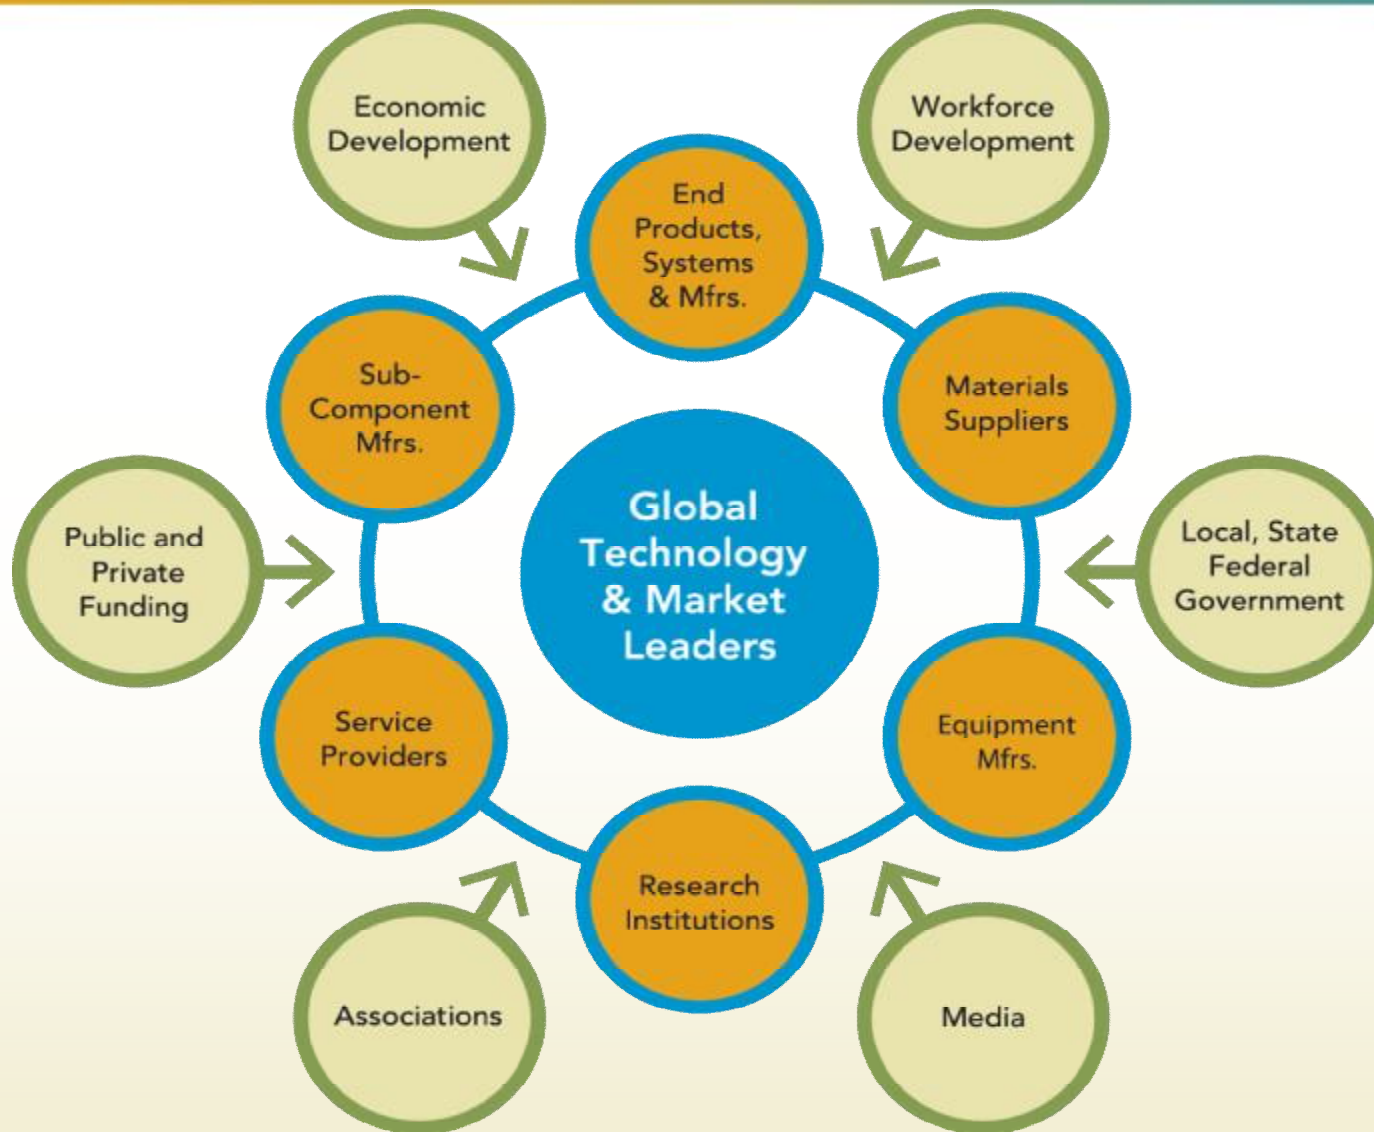 Economic
Development
Workforce
Development
End
Products,
Systems
& Mfrs.
Sub-
Component
Mfrs.
Materials
Suppliers
Global
Technology
& Market
Leaders
Public and
Private
Funding
Local, State
Federal
Government
Service
Providers
Equipment
Mfrs.
Research
Institutions
Associations
Media